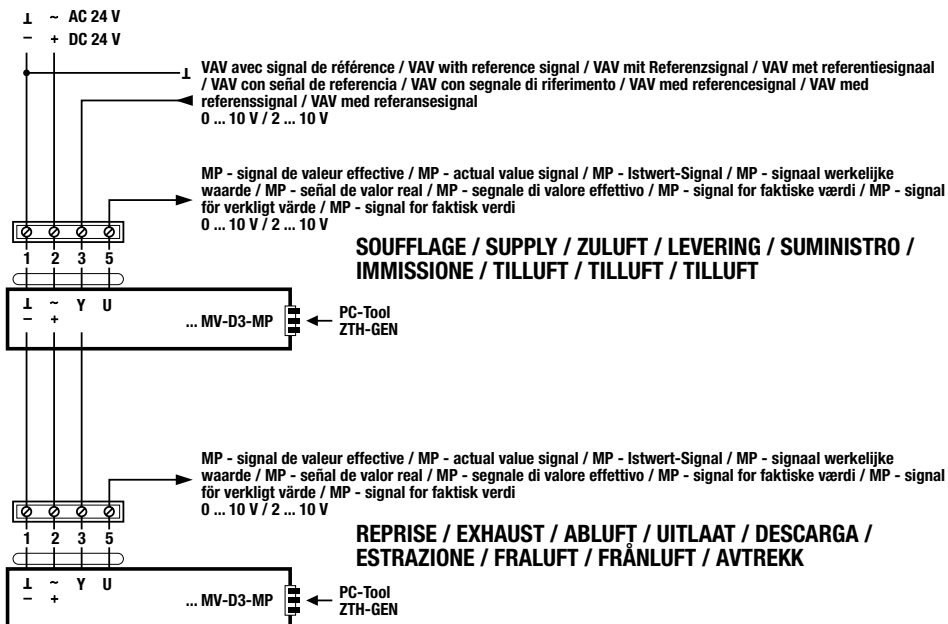 ⊥ ~ AC 24 V
– + DC 24 V
⊥ VAV avec signal de référence / VAV with reference signal / VAV mit Referenzsignal / VAV met referentiesignaal
/ VAV con señal de referencia / VAV con segnale di riferimento / VAV med referencesignal / VAV med
referenssignal / VAV med referansesignal
0 ... 10 V / 2 ... 10 V
MP - signal de valeur effective / MP - actual value signal / MP - Istwert-Signal / MP - signaal werkelijke
waarde / MP - señal de valor real / MP - segnale di valore effettivo / MP - signal for faktiske værdi / MP - signal
för verkligt värde / MP - signal for faktisk verdi
0 ... 10 V / 2 ... 10 V
SOUFFLAGE / SUPPLY / ZULUFT / LEVERING / SUMINISTRO /
IMMISSIONE / TILLUFT / TILLUFT / TILLUFT
1 2 3 5
⊥ ~ Y U
– +
... MV-D3-MP
PC-Tool
ZTH-GEN
MP - signal de valeur effective / MP - actual value signal / MP - Istwert-Signal / MP - signaal werkelijke
waarde / MP - señal de valor real / MP - segnale di valore effettivo / MP - signal for faktiske værdi / MP - signal
för verkligt värde / MP - signal for faktisk verdi
0 ... 10 V / 2 ... 10 V
REPRISE / EXHAUST / ABLUFT / UITLAAT / DESCARGA /
ESTRAZIONE / FRALUFT / FRÅNLUFT / AVTREKK
1 2 3 5
⊥ ~ Y U
– +
... MV-D3-MP
PC-Tool
ZTH-GEN